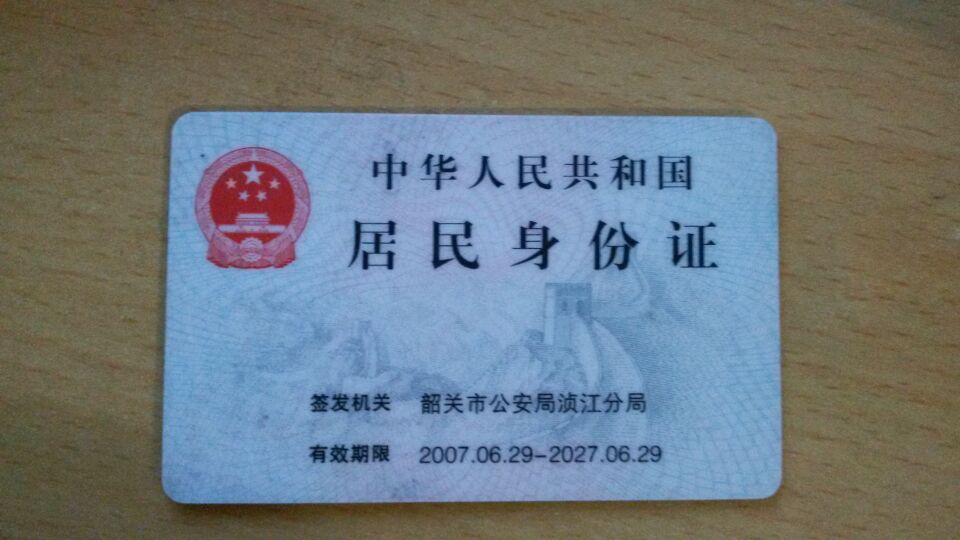 中华人民共和国
居民身份证
签发机关 韶关市公安局浈江分局
有效期限 2007.06.29-2027.06.29